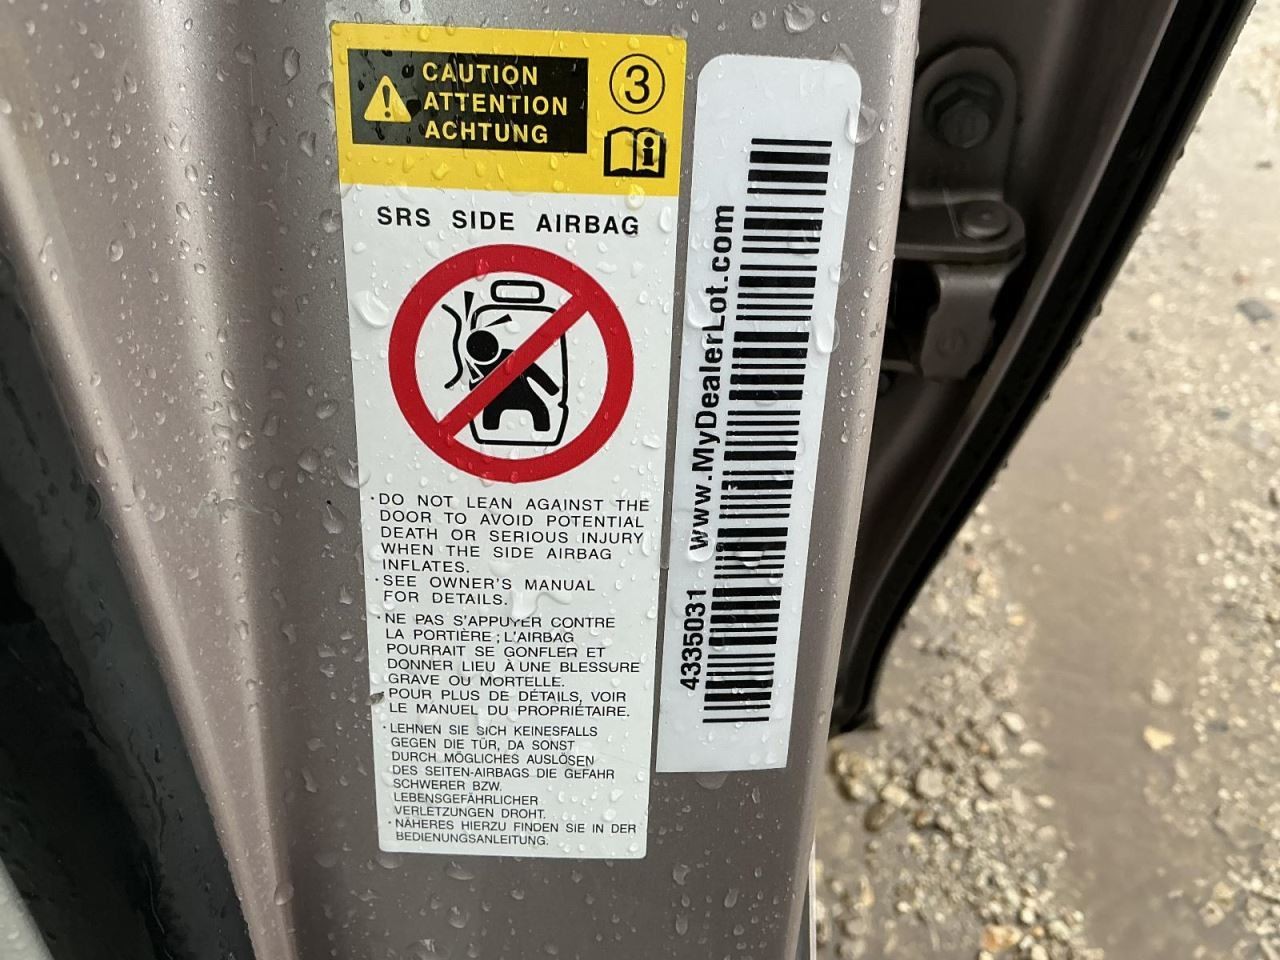 CAUTION
ATTENTION
ACHTUNG
3
i
SRS SIDE AIRBAG
·DO NOT LEAN AGAINST THE
DOOR TO AVOID POTENTIAL
DEATH OR SERIOUS INJURY
WHEN THE SIDE AIRBAG
INFLATES.
·SEE OWNER'S MANUAL
FOR DETAILS.
·NE PAS S'APPUYER CONTRE
LA PORTIÈRE ; L'AIRBAG
POURRAIT SE GONFLER ET
DONNER LIEU À UNE BLESSURE
GRAVE OU MORTELLE.
·POUR PLUS DE DÉTAILS, VOIR
LE MANUEL DU PROPRIÉTAIRE.
·LEHNEN SIE SICH KEINESFALLS
GEGEN DIE TÜR, DA SONST
DURCH MÖGLICHES AUSLÖSEN
DES SEITEN-AIRBAGS DIE GEFAHR
SCHWERER BZW.
LEBENSGEFÄHRLICHER
VERLETZUNGEN DROHT.
·NÄHERES HIERZU FINDEN SIE IN DER
BEDIENUNGSANLEITUNG.
4335031 www.MyDealerLot.com